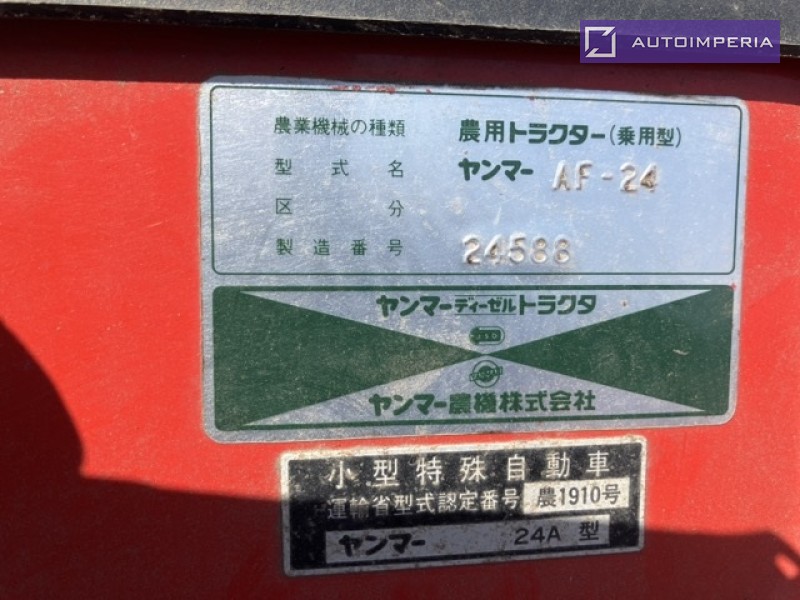 AUTOIMPERIA
農業機械の種類 農用トラクター(乗用型)
型式名 ヤンマー AF-24
区分
製造番号 24588
ヤンマーディーゼルトラクタ
ヤンマー農機株式会社
小型特殊自動車
運輸省型式認定番号 農1910号
ヤンマー 24A 型